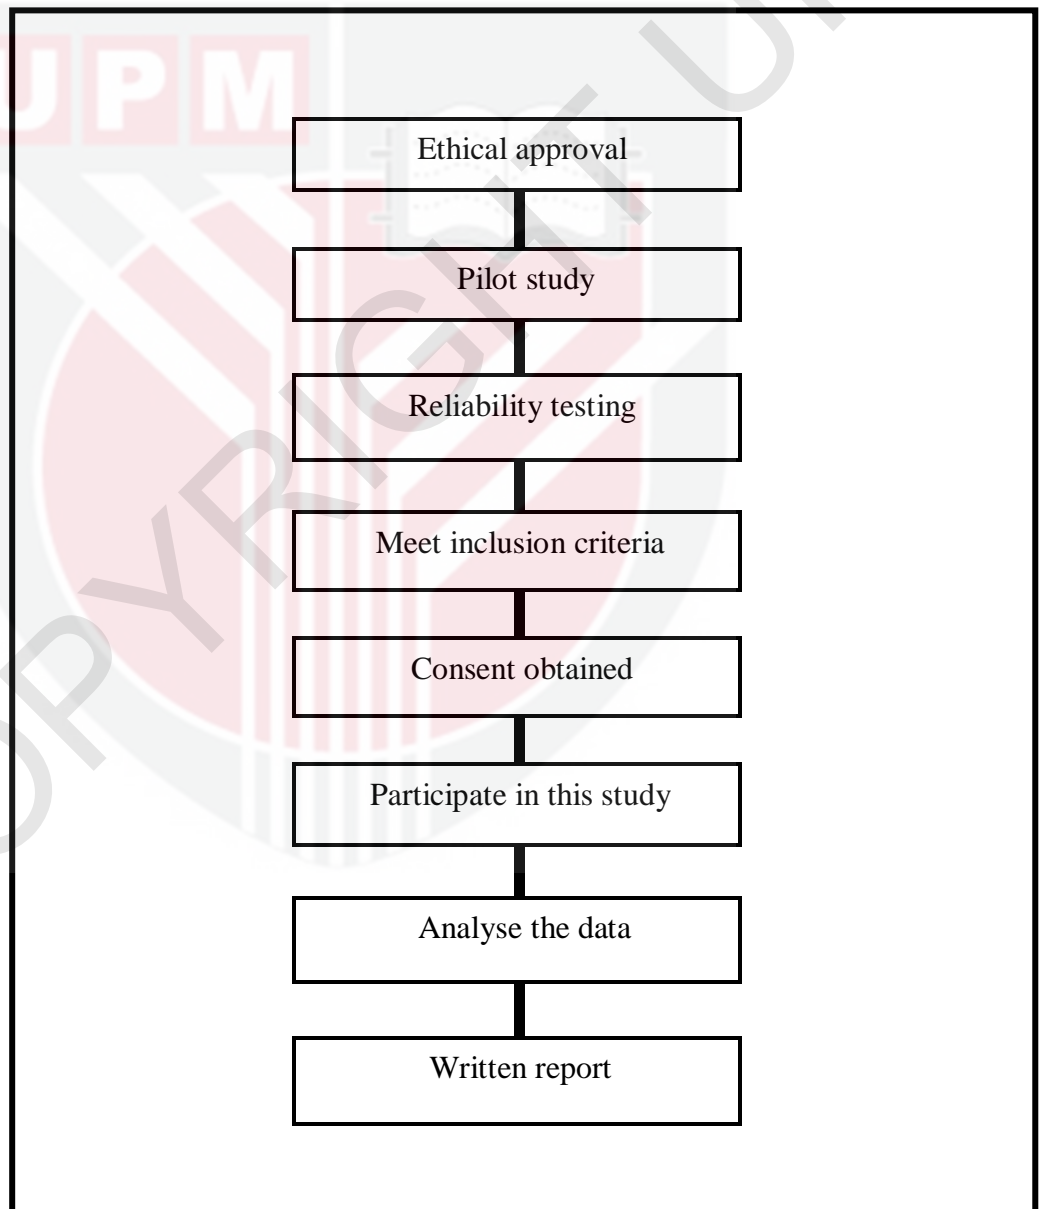 UPM
COPYRIGHT U
Ethical approval
Pilot study
Reliability testing
Meet inclusion criteria
Consent obtained
Participate in this study
Analyse the data
Written report